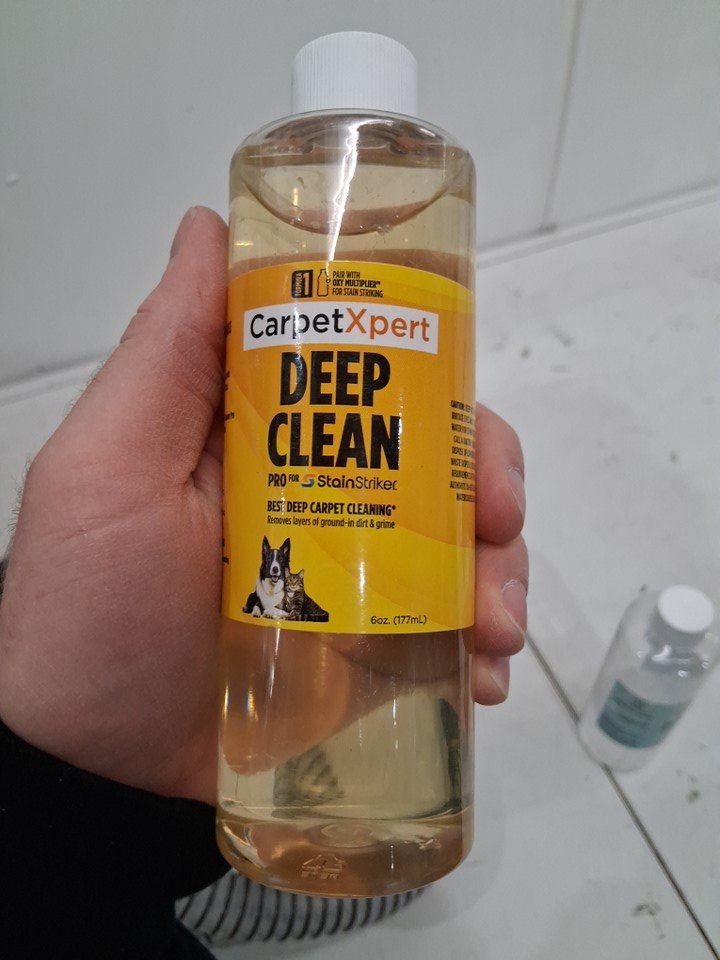 FORMULA 1
PAIR WITH
OXY MULTIPLIER™
FOR STAIN STRIKING
CarpetXpert
DEEP
CLEAN
PRO FOR StainStriker
BEST DEEP CARPET CLEANING*
Removes layers of ground-in dirt & grime
6oz. (177mL)
CAUTION: